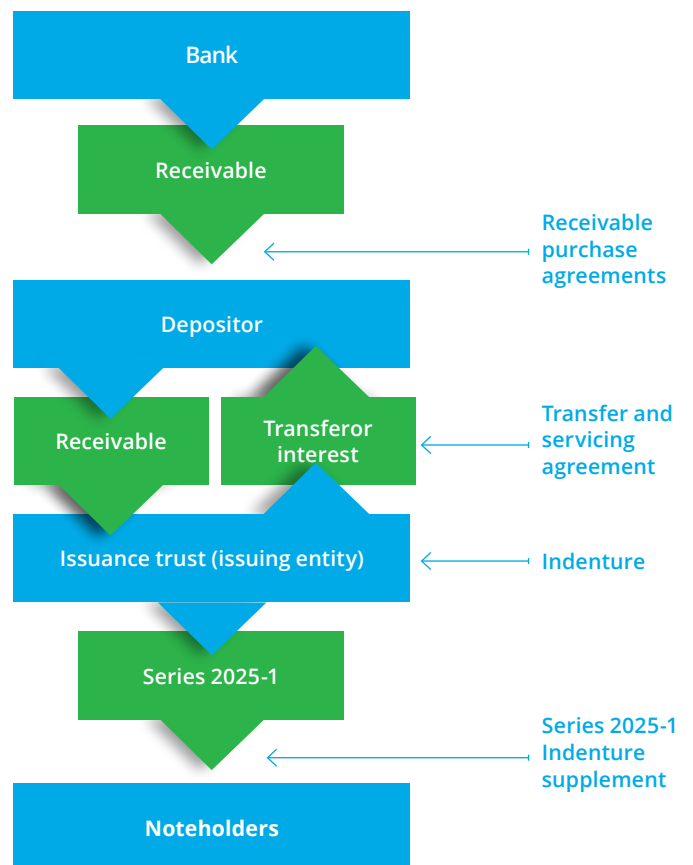 Bank
Receivable
Receivable
purchase
agreements
Depositor
Receivable
Transferor
interest
Transfer and
servicing
agreement
Issuance trust (issuing entity)
Indenture
Series 2025-1
Series 2025-1
Indenture
supplement
Noteholders